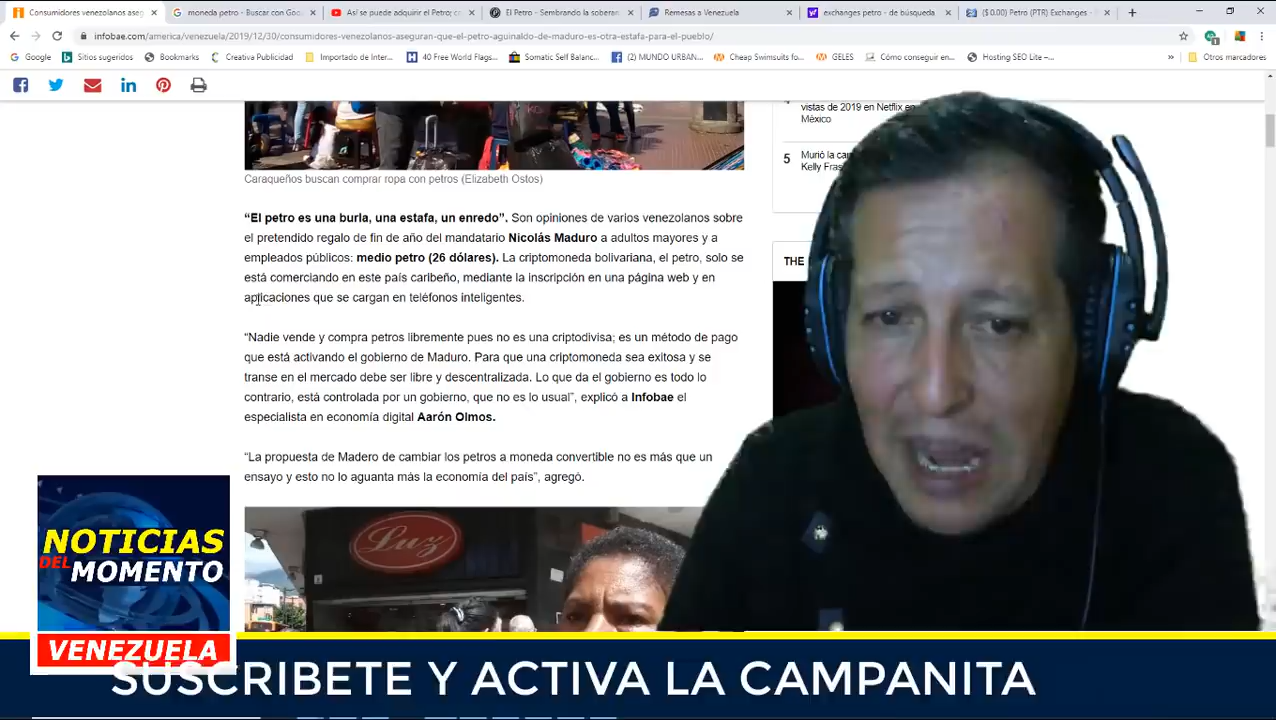 Consumidores venezolanos aseg
moneda petro - Buscar con Goo
Así se puede adquirir el Petro; c
El Petro - Sembrando la soberan
Remesas a Venezuela
exchanges petro - de búsqueda
($ 0.00) Petro (PTR) Exchanges -
infobae.com/america/venezuela/2019/12/30/consumidores-venezolanos-aseguran-que-el-petro-aguinaldo-de-maduro-es-otra-estafa-para-el-pueblo/
Google
Sitios sugeridos
Bookmarks
Creativa Publicidad
Importado de Inter...
40 Free World Flags...
Somatic Self Balanc...
(2) MUNDO URBAN...
Cheap Swimsuits fo...
GELES
Cómo conseguir en...
Hosting SEO Lite –...
Otros marcadores
vistas de 2019 en Netflix en
México
5
Murió la
Kelly Fras
THE
Caraqueños buscan comprar ropa con petros (Elizabeth Ostos)
“El petro es una burla, una estafa, un enredo”. Son opiniones de varios venezolanos sobre
el pretendido regalo de fin de año del mandatario Nicolás Maduro a adultos mayores y a
empleados públicos: medio petro (26 dólares). La criptomoneda bolivariana, el petro, solo se
está comerciando en este país caribeño, mediante la inscripción en una página web y en
aplicaciones que se cargan en teléfonos inteligentes.
“Nadie vende y compra petros libremente pues no es una criptodivisa; es un método de pago
que está activando el gobierno de Maduro. Para que una criptomoneda sea exitosa y se
transe en el mercado debe ser libre y descentralizada. Lo que da el gobierno es todo lo
contrario, está controlada por un gobierno, que no es lo usual”, explicó a Infobae el
especialista en economía digital Aarón Olmos.
“La propuesta de Madero de cambiar los petros a moneda convertible no es más que un
ensayo y esto no lo aguanta más la economía del país”, agregó.
Luz
NOTICIAS
DEL MOMENTO
VENEZUELA
SUSCRIBETE Y ACTIVA LA CAMPANITA